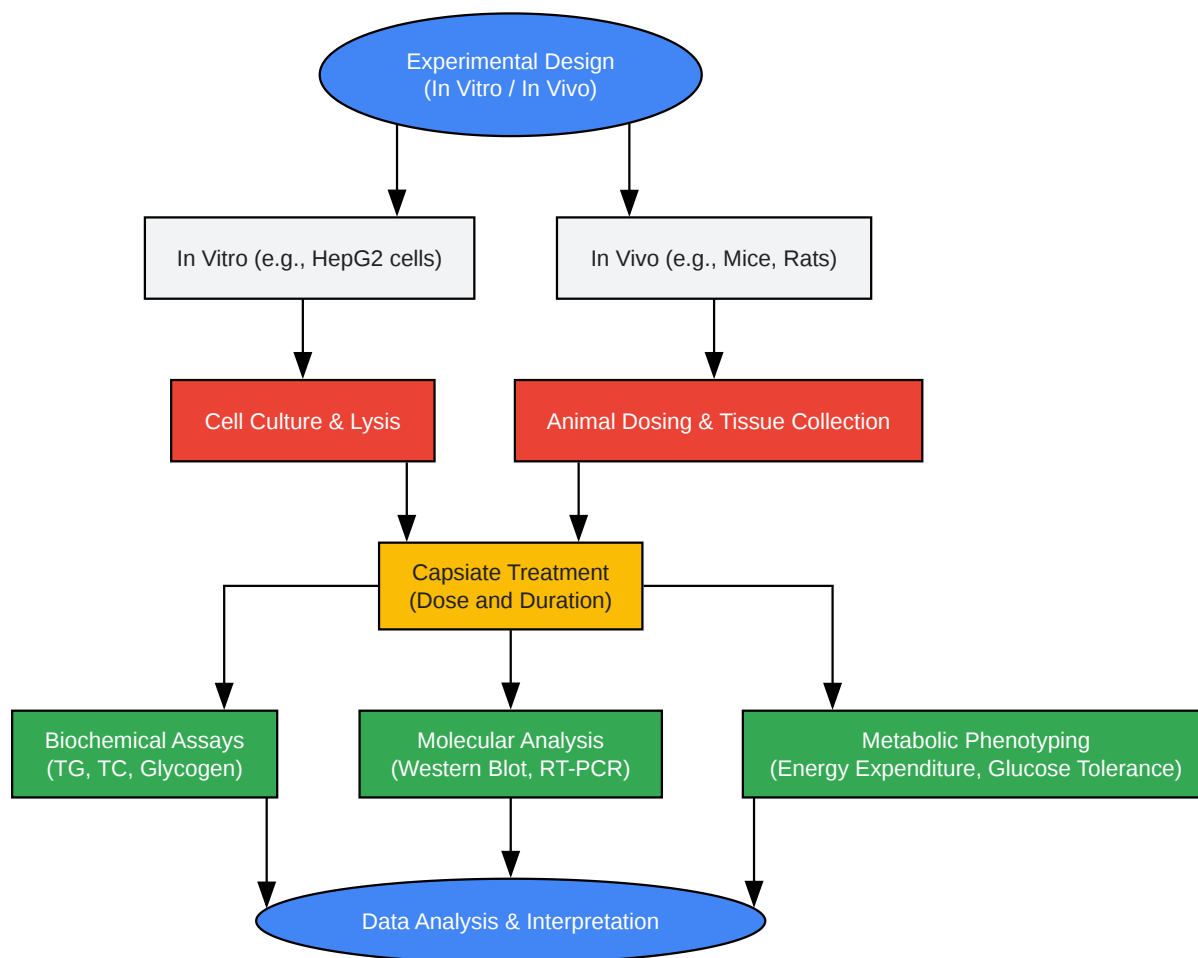 Experimental Design
(In Vitro / In Vivo)
In Vitro (e.g., HepG2 cells)
In Vivo (e.g., Mice, Rats)
Cell Culture & Lysis
Animal Dosing & Tissue Collection
Capsiate Treatment
(Dose and Duration)
Biochemical Assays
(TG, TC, Glycogen)
Molecular Analysis
(Western Blot, RT-PCR)
Metabolic Phenotyping
(Energy Expenditure, Glucose Tolerance)
Data Analysis & Interpretation